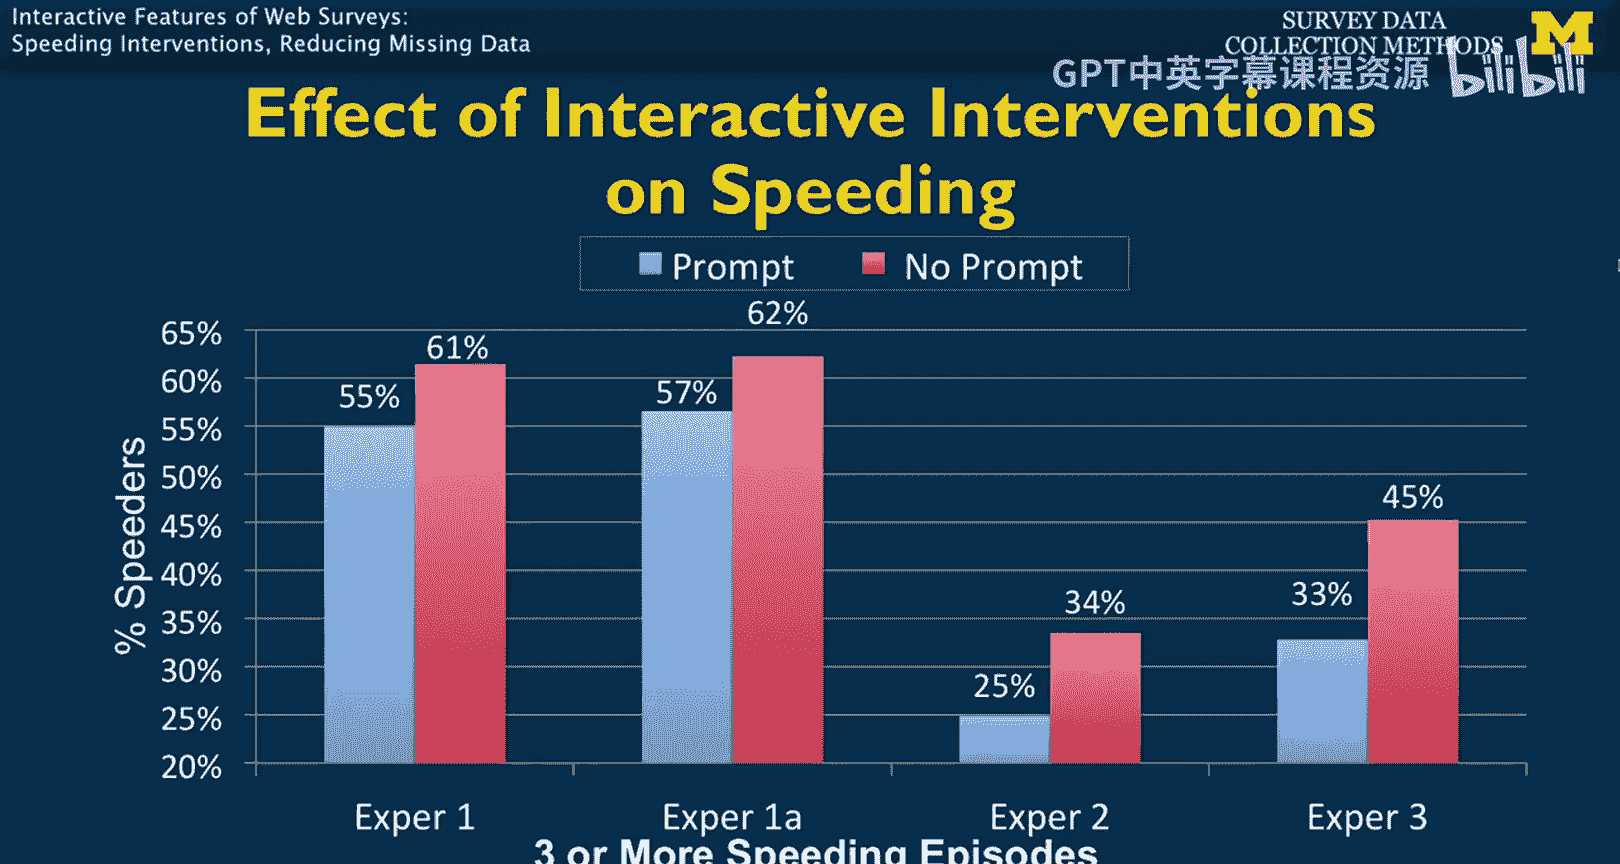 Interactive Features of Web Surveys:
Speeding Interventions, Reducing Missing Data
SURVEY DATA
COLLECTION METHODS
M
GPT中英字幕课程资源
bilibili
Effect of Interactive Interventions
on Speeding
Prompt No Prompt
% Speeders
65%
60%
55%
50%
45%
40%
35%
30%
25%
20%
55%
61%
57%
62%
25%
34%
33%
45%
Exper 1 Exper 1a Exper 2 Exper 3
3 or More Speeding Episodes